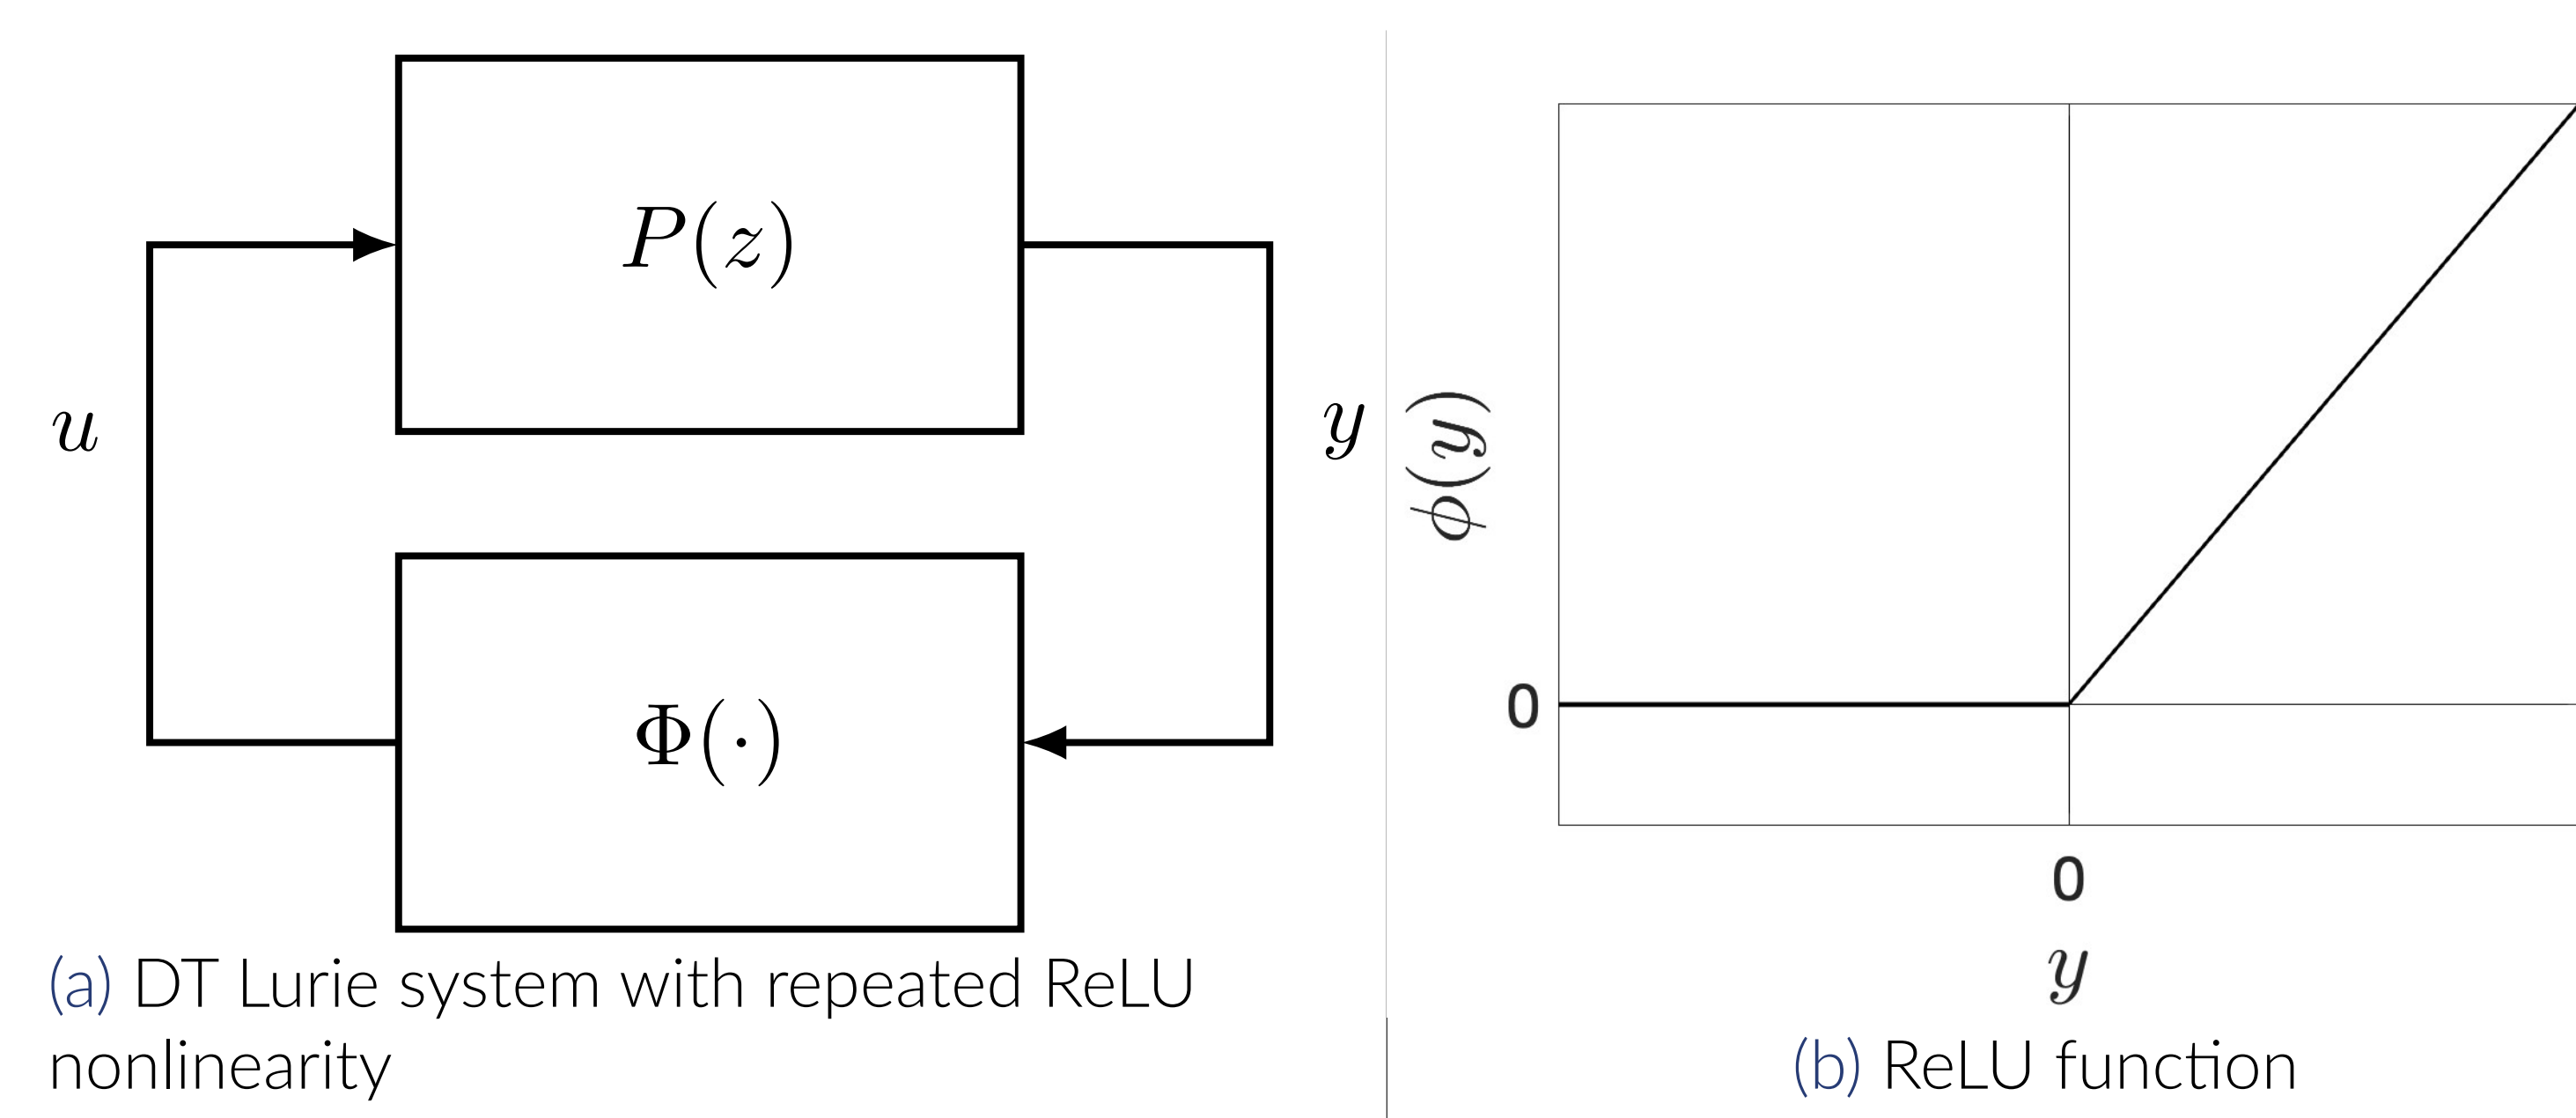 P(z)
u
y
Φ(·)
(a) DT Lurie system with repeated ReLU
nonlinearity
ϕ(y)
0
0
y
(b) ReLU function